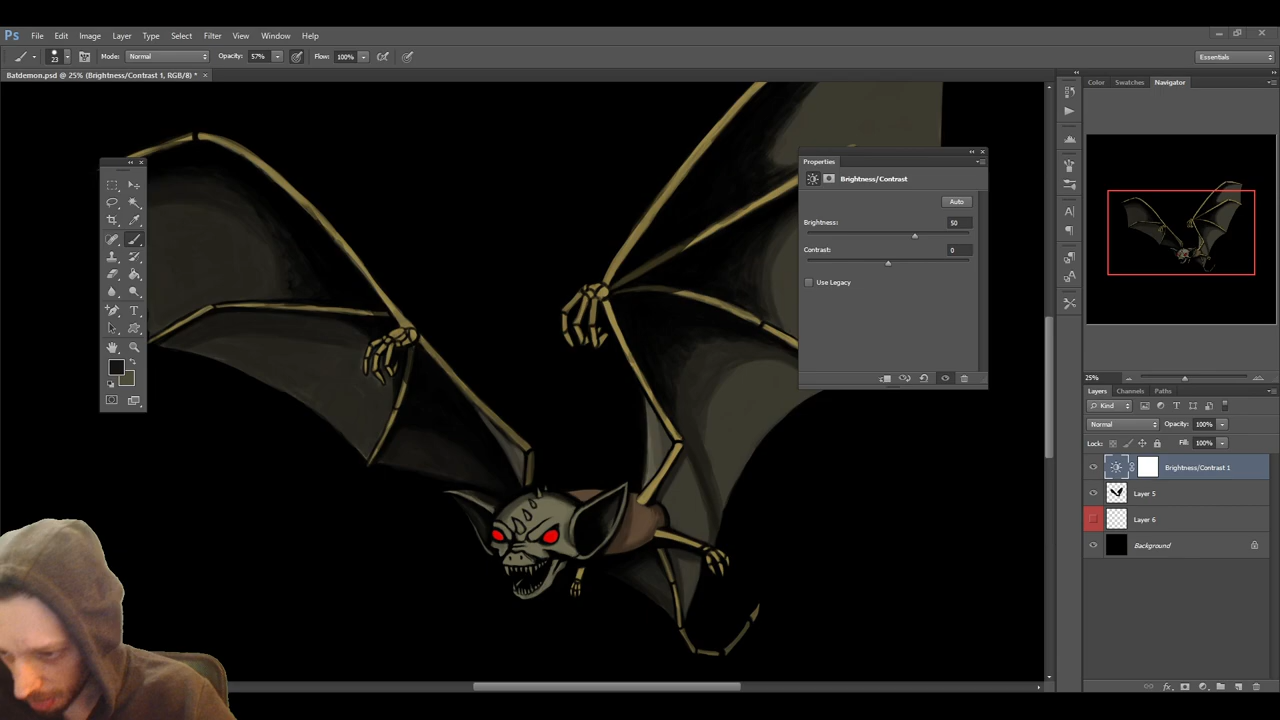 Ps File Edit Image Layer Type Select Filter View Window Help
23 Mode: Normal Opacity: 57% Flow: 100% Essentials
Batdemon.psd @ 25% (Brightness/Contrast 1, RGB/8) * ×
Color Swatches Navigator
Properties
Brightness/Contrast
Auto
Brightness: 50
Contrast: 0
Use Legacy
25%
Layers Channels Paths
Kind
Normal Opacity: 100%
Lock: Fill: 100%
Brightness/Contrast 1
Layer 5
Layer 6
Background